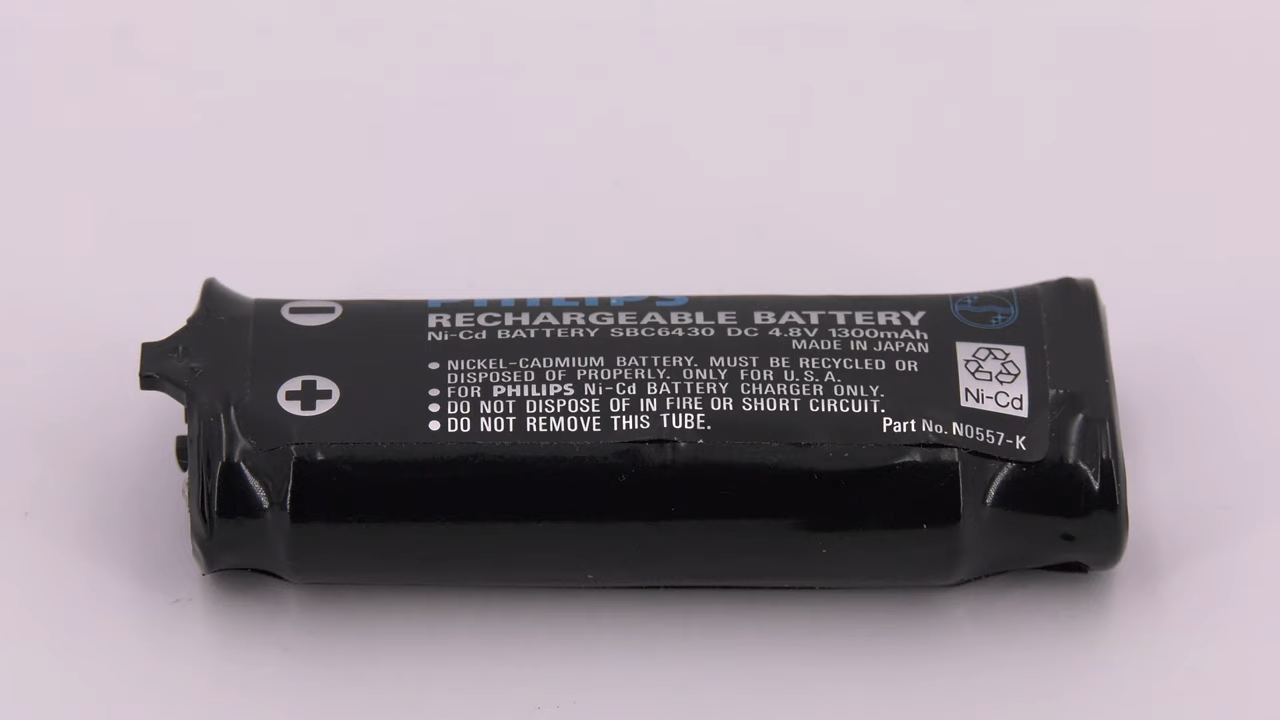 PHILIPS
RECHARGEABLE BATTERY
Ni-Cd BATTERY SBC6430 DC 4.8V 1300mAh
MADE IN JAPAN
• NICKEL-CADMIUM BATTERY. MUST BE RECYCLED OR
DISPOSED OF PROPERLY. ONLY FOR U.S.A.
• FOR PHILIPS Ni-Cd BATTERY CHARGER ONLY.
• DO NOT DISPOSE OF IN FIRE OR SHORT CIRCUIT.
• DO NOT REMOVE THIS TUBE.
Part No. N0557-K
Ni-Cd